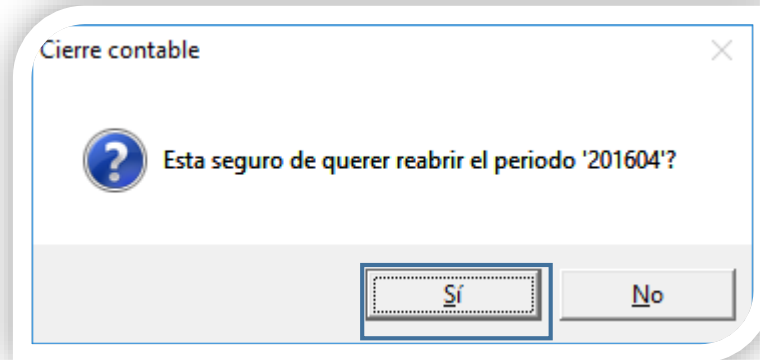 Cierre contable
Esta seguro de querer reabrir el periodo '201604'?
Sí
No